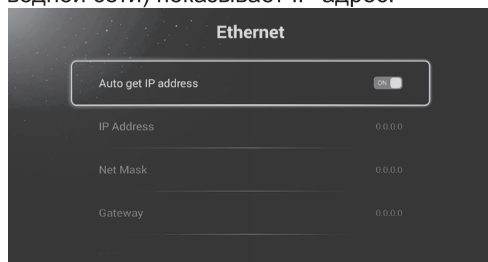 водной сети) показывает IP-адрес.
Ethernet
Auto get IP address ON
IP Address 0.0.0.0
Net Mask 0.0.0.0
Gateway 0.0.0.0